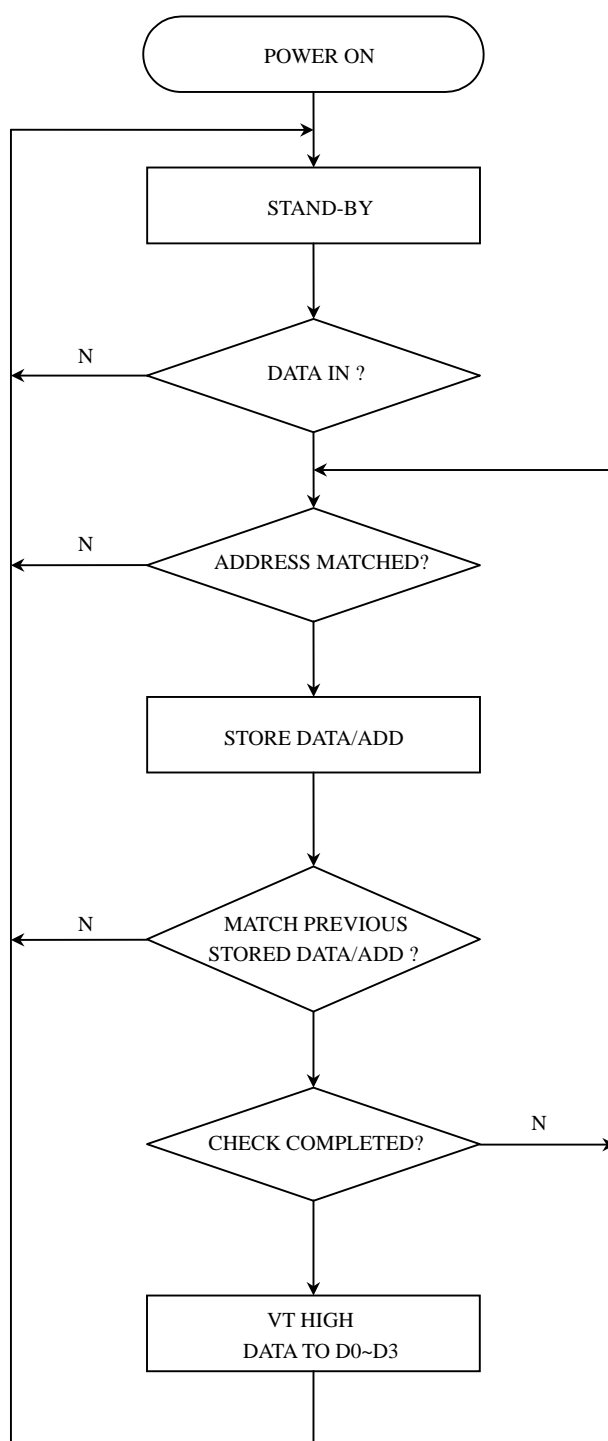 POWER ON
STAND-BY
N
DATA IN ?
N
ADDRESS MATCHED?
STORE DATA/ADD
N
MATCH PREVIOUS
STORED DATA/ADD ?
CHECK COMPLETED?
N
VT HIGH
DATA TO D0~D3